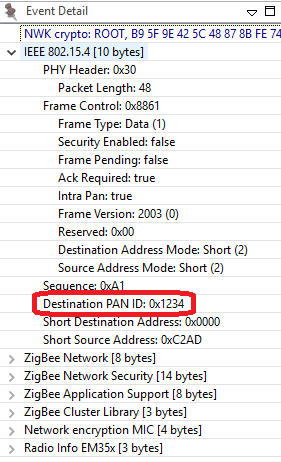 Event Detail
NWK crypto: ROOT, B9 5F 9E 42 5C 48 87 8B FE 74
IEEE 802.15.4 [10 bytes]
PHY Header: 0x30
Packet Length: 48
Frame Control: 0x8861
Frame Type: Data (1)
Security Enabled: false
Frame Pending: false
Ack Required: true
Intra Pan: true
Frame Version: 2003 (0)
Reserved: 0x00
Destination Address Mode: Short (2)
Source Address Mode: Short (2)
Sequence: 0xA1
Destination PAN ID: 0x1234
Short Destination Address: 0x0000
Short Source Address: 0xC2AD
ZigBee Network [8 bytes]
ZigBee Network Security [14 bytes]
ZigBee Application Support [8 bytes]
ZigBee Cluster Library [3 bytes]
Network encryption MIC [4 bytes]
Radio Info EM35x [3 bytes]